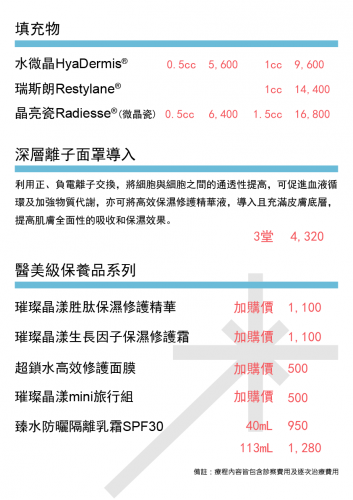 填充物
水微晶HyaDermis® 0.5cc 5,600 1cc 9,600
瑞斯朗Restylane® 1cc 14,400
晶亮瓷Radiesse®(微晶瓷) 0.5cc 6,400 1.5cc 16,800
深層離子面罩導入
利用正、負電離子交換，將細胞與細胞之間的通透性提高，可促進血液循
環及加強物質代謝，亦可將高效保濕修護精華液，導入且充滿皮膚底層，
提高肌膚全面性的吸收和保濕效果。
3堂 4,320
醫美級保養品系列
璀璨晶漾胜肽保濕修護精華 加購價 1,100
璀璨晶漾生長因子保濕修護霜 加購價 1,100
超鎖水高效修護面膜 加購價 500
璀璨晶漾mini旅行組 加購價 500
臻水防曬隔離乳霜SPF30 40mL 950
113mL 1,280
備註：療程內容皆包含診察費用及逐次治療費用